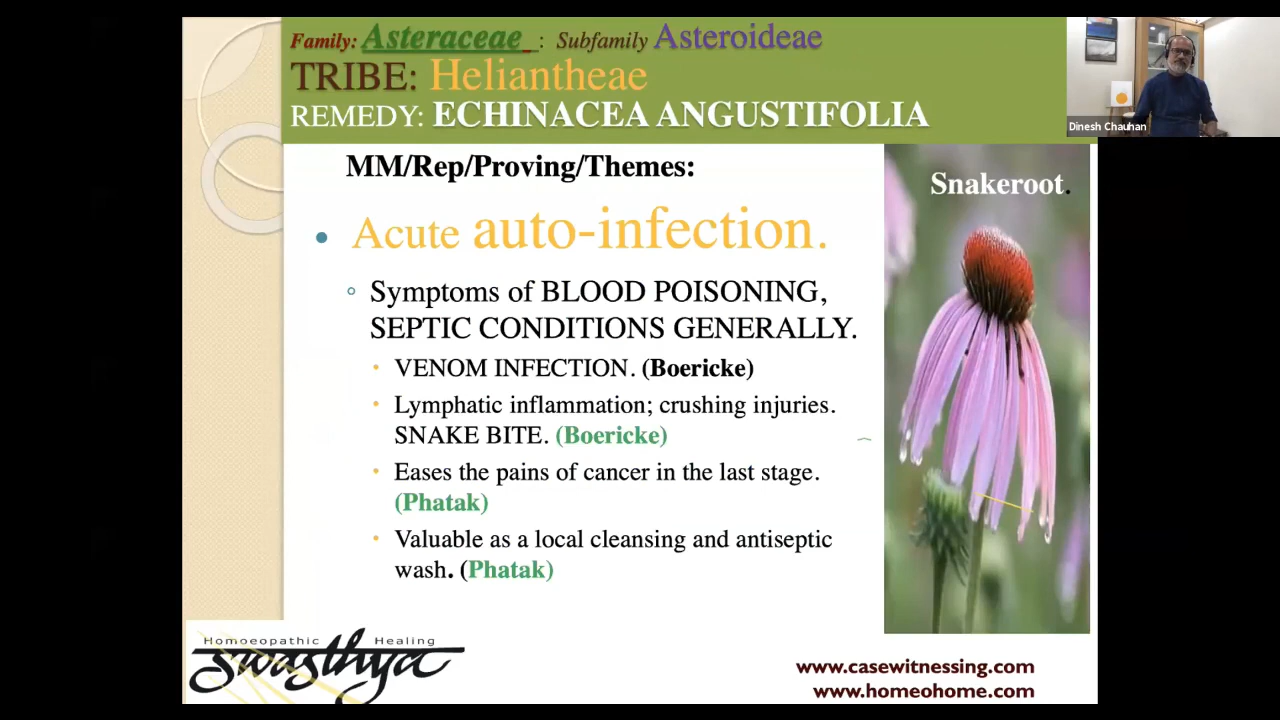 Family: Asteraceae : Subfamily Asteroideae
TRIBE: Heliantheae
REMEDY: ECHINACEA ANGUSTIFOLIA
Dinesh Chauhan
MM/Rep/Proving/Themes:
Snakeroot.
• Acute auto-infection.
Symptoms of BLOOD POISONING,
SEPTIC CONDITIONS GENERALLY.
• VENOM INFECTION. (Boericke)
• Lymphatic inflammation; crushing injuries.
SNAKE BITE. (Boericke)
• Eases the pains of cancer in the last stage.
(Phatak)
• Valuable as a local cleansing and antiseptic
wash. (Phatak)
Homoeopathic Healing
swasthya
www.casewitnessing.com
www.homeohome.com